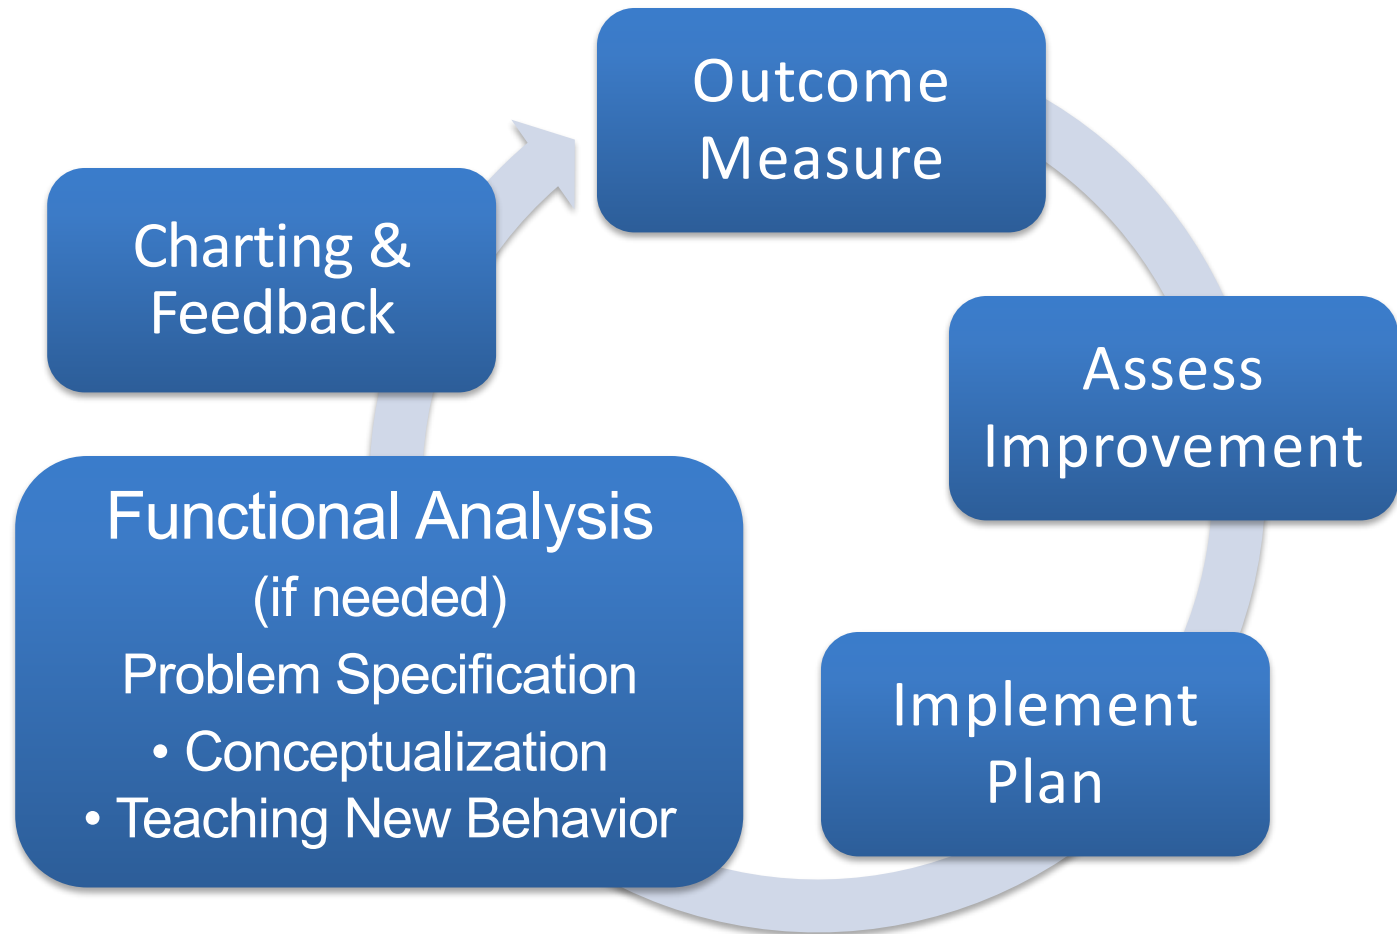 Outcome
Measure
Assess
Improvement
Implement
Plan
Functional Analysis
(if needed)
Problem Specification
• Conceptualization
• Teaching New Behavior
Charting &
Feedback